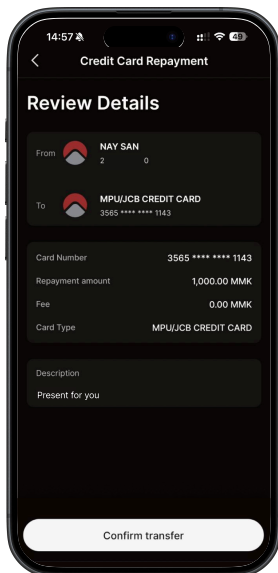 14:57
49
Credit Card Repayment
Review Details
From NAY SAN
2 0
To MPU/JCB CREDIT CARD
3565 **** **** 1143
Card Number 3565 **** **** 1143
Repayment amount 1,000.00 MMK
Fee 0.00 MMK
Card Type MPU/JCB CREDIT CARD
Description
Present for you
Confirm transfer